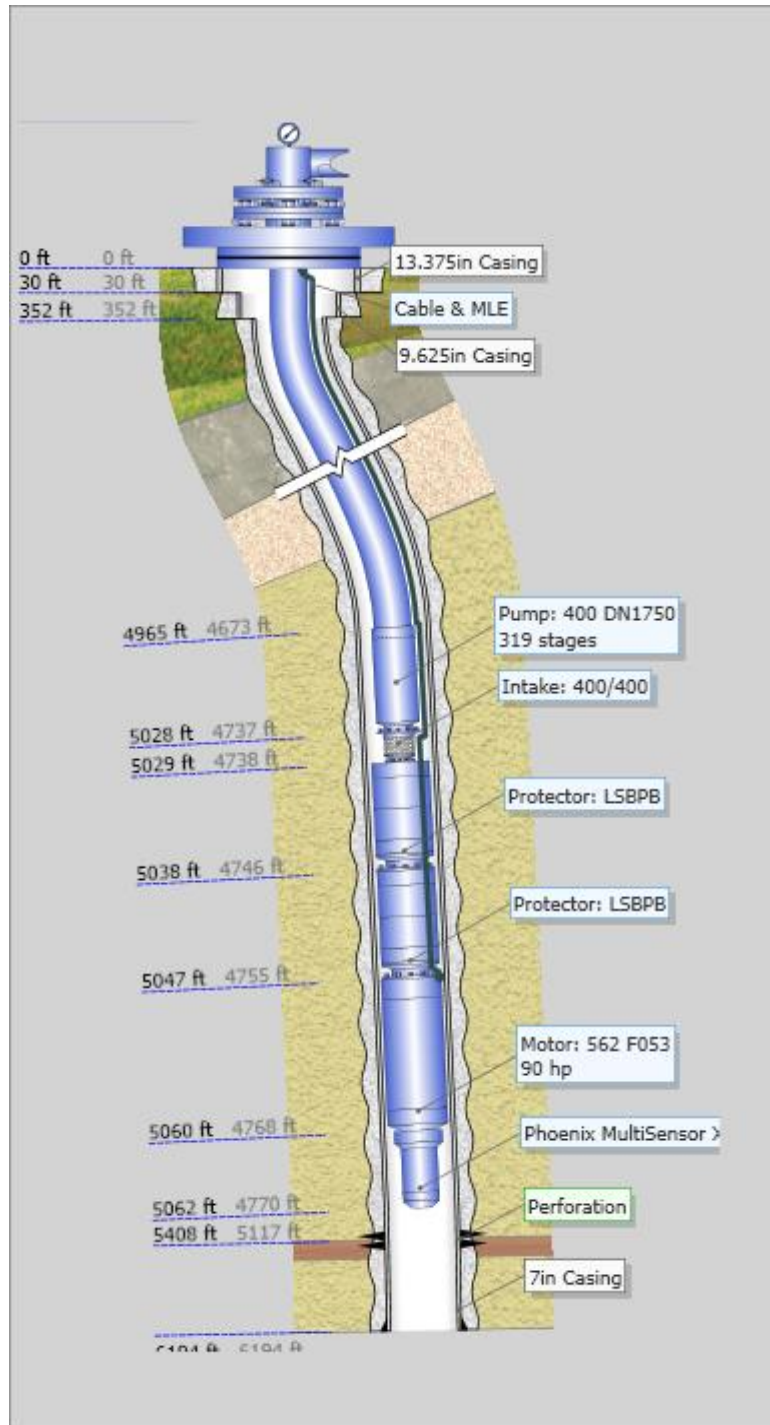 0 ft 0 ft
30 ft 30 ft
352 ft 352 ft
13.375in Casing
Cable & MLE
9.625in Casing
4965 ft 4673 ft
Pump: 400 DN1750
319 stages
Intake: 400/400
5028 ft 4737 ft
5029 ft 4738 ft
Protector: LSBPB
5038 ft 4746 ft
Protector: LSBPB
5047 ft 4755 ft
Motor: 562 F053
90 hp
5060 ft 4768 ft
Phoenix MultiSensor X
5062 ft 4770 ft
Perforation
5408 ft 5117 ft
7in Casing